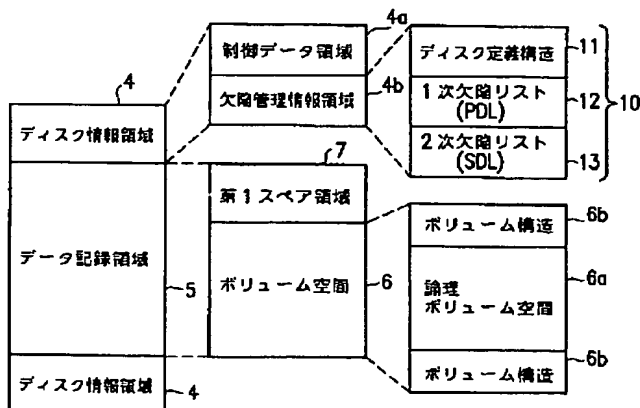 4
ディスク情報領域
データ記録領域
5
ディスク情報領域
4
4a
制御データ領域
欠陥管理情報領域
4b
7
第1スペア領域
ボリューム空間
6
ディスク定義構造
11
1次欠陥リスト
(PDL)
12
2次欠陥リスト
(SDL)
13
10
ボリューム構造
6b
論理
ボリューム空間
6a
ボリューム構造
6b